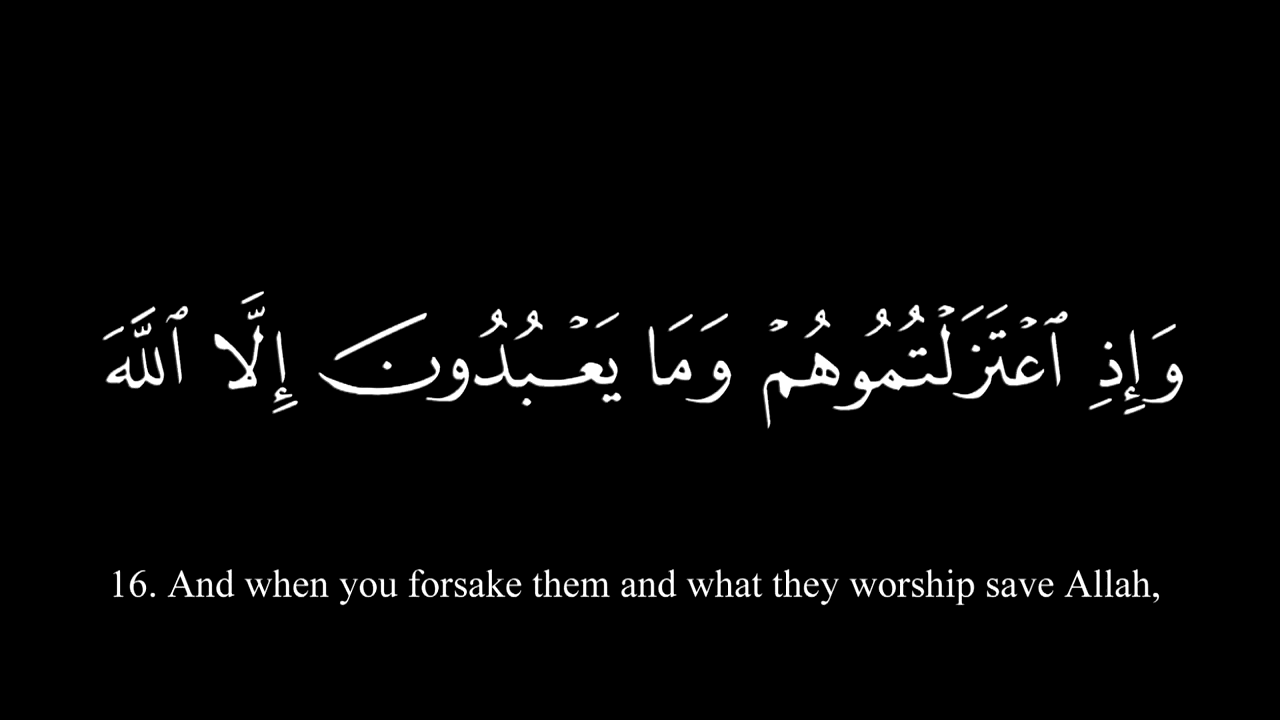 وَإِذِ ٱعْتَزَلْتُمُوهُمْ وَمَا يَعْبُدُونَ إِلَّا ٱللَّهَ
16. And when you forsake them and what they worship save Allah,